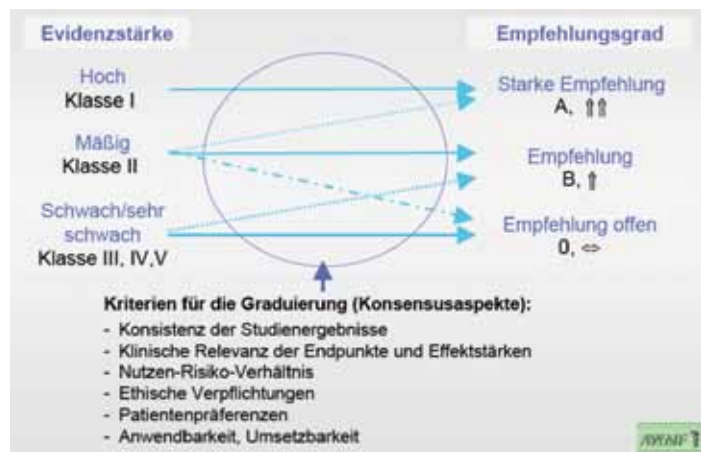 Evidenzstärke
Empfehlungsgrad
Hoch
Klasse I
Starke Empfehlung
A, ⇑⇑
Mäßig
Klasse II
Empfehlung
B, ⇑
Schwach/sehr
schwach
Klasse III, IV,V
Empfehlung offen
0, ⇔
Kriterien für die Graduierung (Konsensusaspekte):
- Konsistenz der Studienergebnisse
- Klinische Relevanz der Endpunkte und Effektstärken
- Nutzen-Risiko-Verhältnis
- Ethische Verpflichtungen
- Patientenpräferenzen
- Anwendbarkeit, Umsetzbarkeit
AWMF